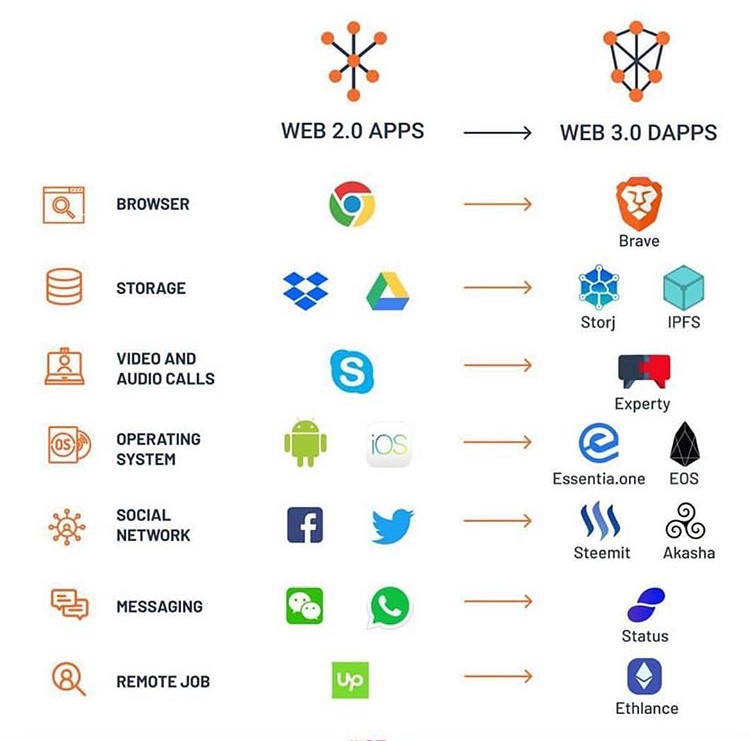 WEB 2.0 APPS WEB 3.0 DAPPS
BROWSER
Brave
STORAGE
Storj IPFS
VIDEO AND
AUDIO CALLS
Experty
OS
OPERATING
SYSTEM
iOS
Essentia.one EOS
SOCIAL
NETWORK
Steemit Akasha
MESSAGING
Status
REMOTE JOB
up
Ethlance